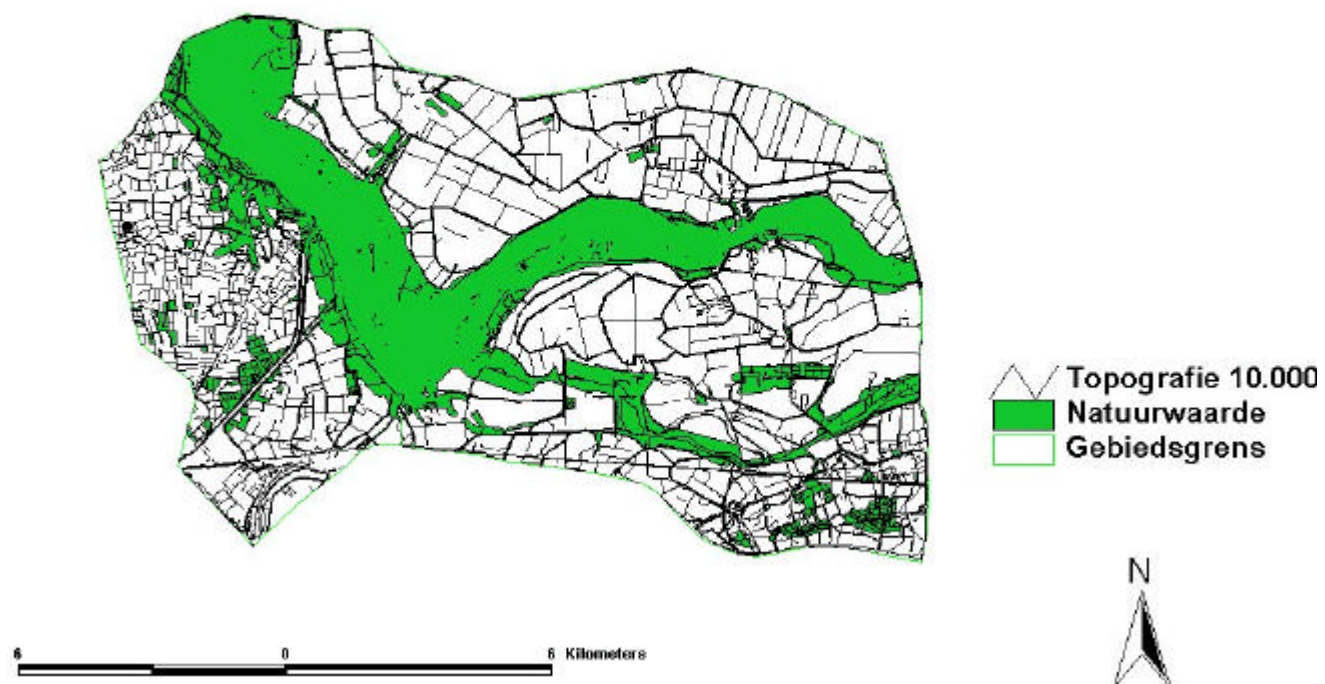 Topografie 10.000
Natuurwaarde
Gebiedsgrens
N
6 0 6 Kilometers